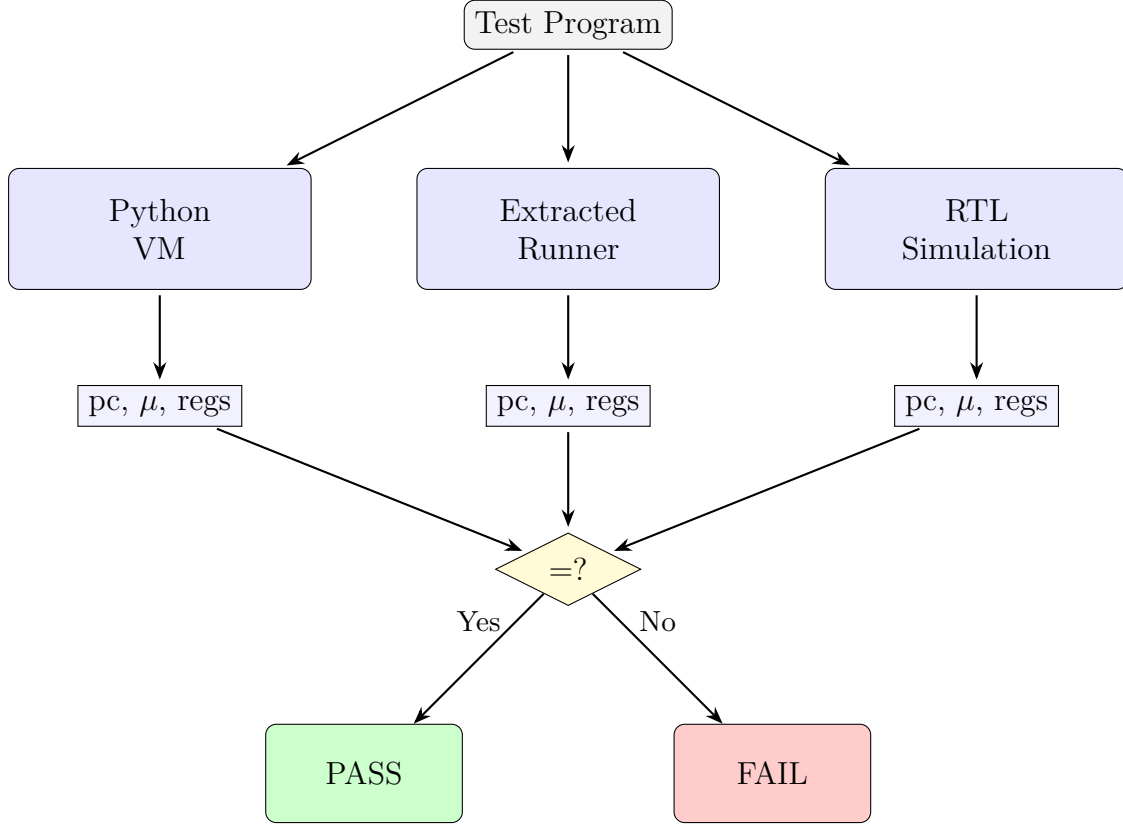 Test Program
Python
VM
Extracted
Runner
RTL
Simulation
pc, μ, regs
pc, μ, regs
pc, μ, regs
=?
Yes
No
PASS
FAIL